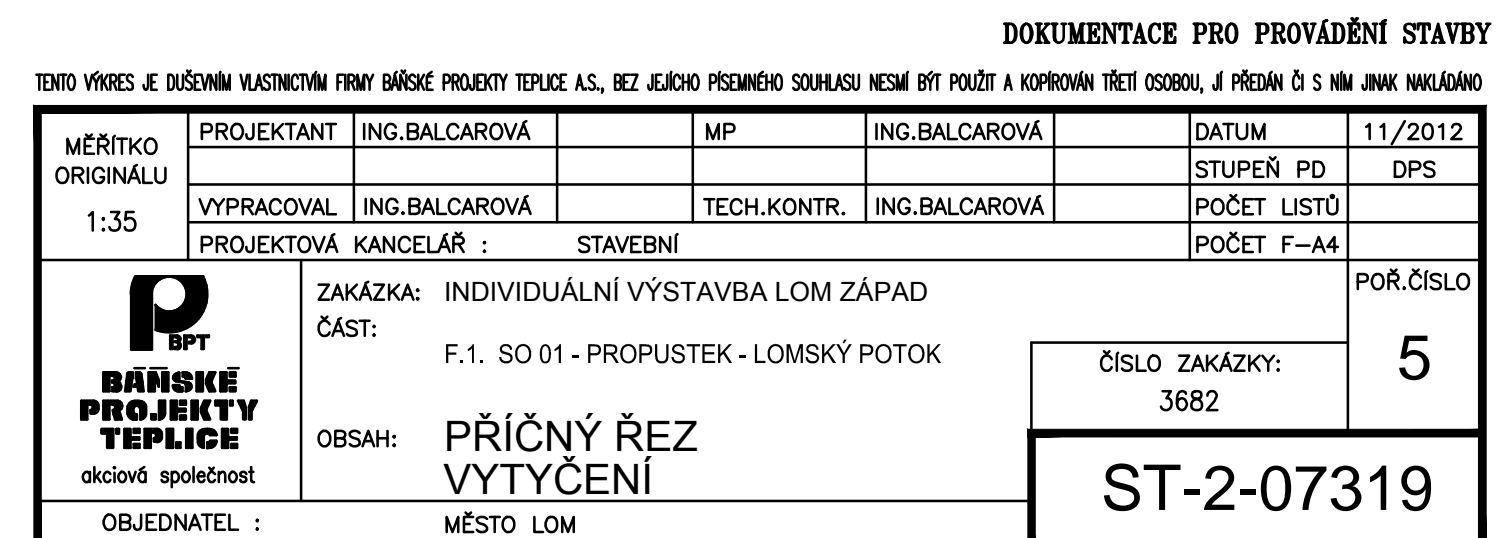 DOKUMENTACE PRO PROVÁDĚNÍ STAVBY
TENTO VÝKRES JE DUŠEVNÍM VLASTNICTVÍM FIRMY BÁŇSKÉ PROJEKTY TEPLICE A.S., BEZ JEJÍCHO PÍSEMNÉHO SOUHLASU NESMÍ BÝT POUŽIT A KOPÍROVÁN TŘETÍ OSOBOU, JÍ PŘEDÁN ČI S NÍM JINAK NAKLÁDÁNO
MĚŘÍTKO
ORIGINÁLU
1:35
PROJEKTANT ING.BALCAROVÁ MP ING.BALCAROVÁ DATUM 11/2012
STUPEŇ PD DPS
VYPRACOVAL ING.BALCAROVÁ TECH.KONTR. ING.BALCAROVÁ POČET LISTŮ
PROJEKTOVÁ KANCELÁŘ : STAVEBNÍ POČET F-A4
BPT
BÁŇSKÉ
PROJEKTY
TEPLICE
akciová společnost
ZAKÁZKA: INDIVIDUÁLNÍ VÝSTAVBA LOM ZÁPAD
ČÁST:
F.1. SO 01 - PROPUSTEK - LOMSKÝ POTOK
OBSAH: PŘÍČNÝ ŘEZ
VYTYČENÍ
POŘ.ČÍSLO
5
ČÍSLO ZAKÁZKY:
3682
ST-2-07319
OBJEDNATEL : MĚSTO LOM